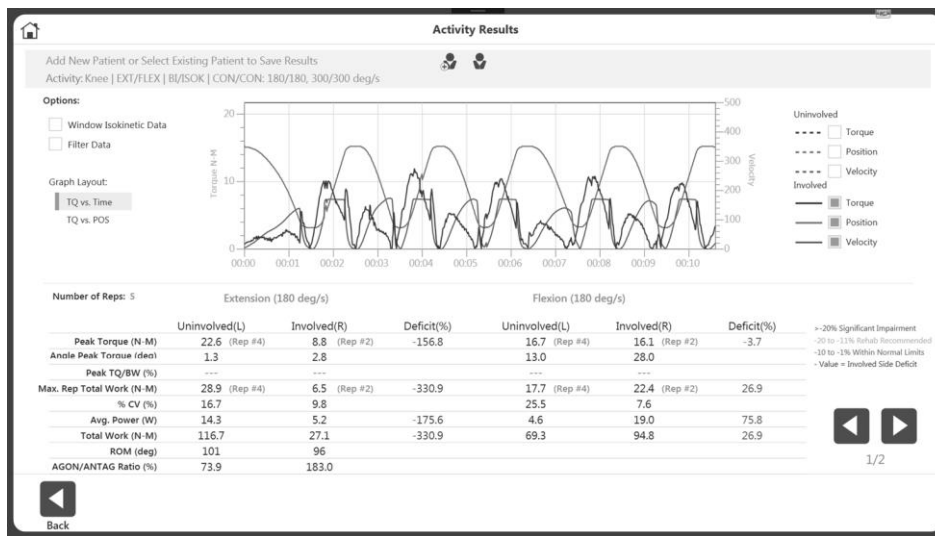 Activity Results
Add New Patient or Select Existing Patient to Save Results
Activity: Knee | EXT/FLEX | BI/ISOK | CON/CON: 180/180, 300/300 deg/s
Options:
Window Isokinetic Data
Filter Data
Graph Layout:
TQ vs. Time
TQ vs. POS
Torque N-M
20
10
0
500
400
300
200
100
0
Velocity
00:00 00:01 00:02 00:03 00:04 00:05 00:06 00:07 00:08 00:09 00:10
Uninvolved
Torque
Position
Velocity
Involved
Torque
Position
Velocity
Number of Reps: 5 Extension (180 deg/s) Flexion (180 deg/s)
Uninvolved(L) Involved(R) Deficit(%) Uninvolved(L) Involved(R) Deficit(%)
Peak Torque (N-M) 22.6 (Rep #4) 8.8 (Rep #2) -156.8 16.7 (Rep #4) 16.1 (Rep #2) -3.7
Angle Peak Torque (deg) 1.3 2.8 13.0 28.0
Peak TQ/BW (%) --- --- --- ---
Max. Rep Total Work (N-M) 28.9 (Rep #4) 6.5 (Rep #2) -330.9 17.7 (Rep #4) 22.4 (Rep #2) 26.9
% CV (%) 16.7 9.8 25.5 7.6
Avg. Power (W) 14.3 5.2 -175.6 4.6 19.0 75.8
Total Work (N-M) 116.7 27.1 -330.9 69.3 94.8 26.9
ROM (deg) 101 96
AGON/ANTAG Ratio (%) 73.9 183.0
>-20% Significant Impairment
-20 to -11% Rehab Recommended
-10 to -1% Within Normal Limits
- Value = Involved Side Deficit
1/2
Back